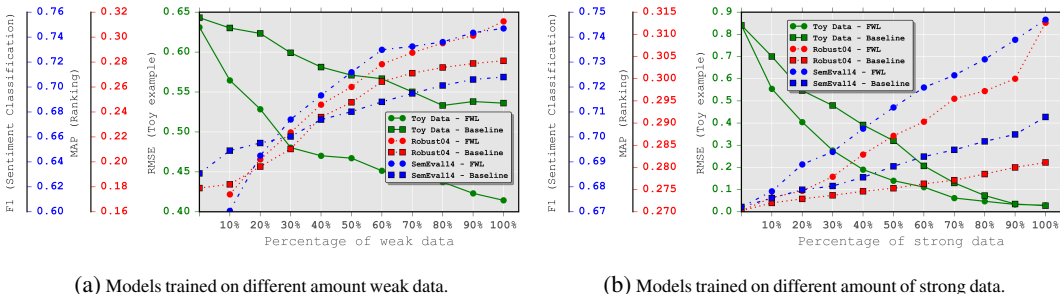 F1 (Sentiment Classification)
0.76
0.74
0.72
0.70
0.68
0.66
0.64
0.62
0.60
MAP (Ranking)
0.32
0.30
0.28
0.26
0.24
0.22
0.20
0.18
0.16
RMSE (Toy example)
0.65
0.60
0.55
0.50
0.45
0.40
Toy Data - FWL
Toy Data - Baseline
Robust04 - FWL
Robust04 - Baseline
SemEval14 - FWL
SemEval14 - Baseline
10% 20% 30% 40% 50% 60% 70% 80% 90% 100%
Percentage of weak data
(a) Models trained on different amount weak data.
F1 (Sentiment Classification)
0.75
0.74
0.73
0.72
0.71
0.70
0.69
0.68
0.67
MAP (Ranking)
0.315
0.310
0.305
0.300
0.295
0.290
0.285
0.280
0.275
0.270
RMSE (Toy example)
0.9
0.8
0.7
0.6
0.5
0.4
0.3
0.2
0.1
0.0
Toy Data - FWL
Toy Data - Baseline
Robust04 - FWL
Robust04 - Baseline
SemEval14 - FWL
SemEval14 - Baseline
10% 20% 30% 40% 50% 60% 70% 80% 90% 100%
Percentage of strong data
(b) Models trained on different amount of strong data.